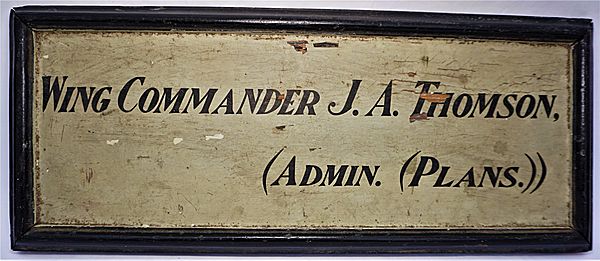 Wing Commander J. A. Thomson,
(Admin. (Plans.))